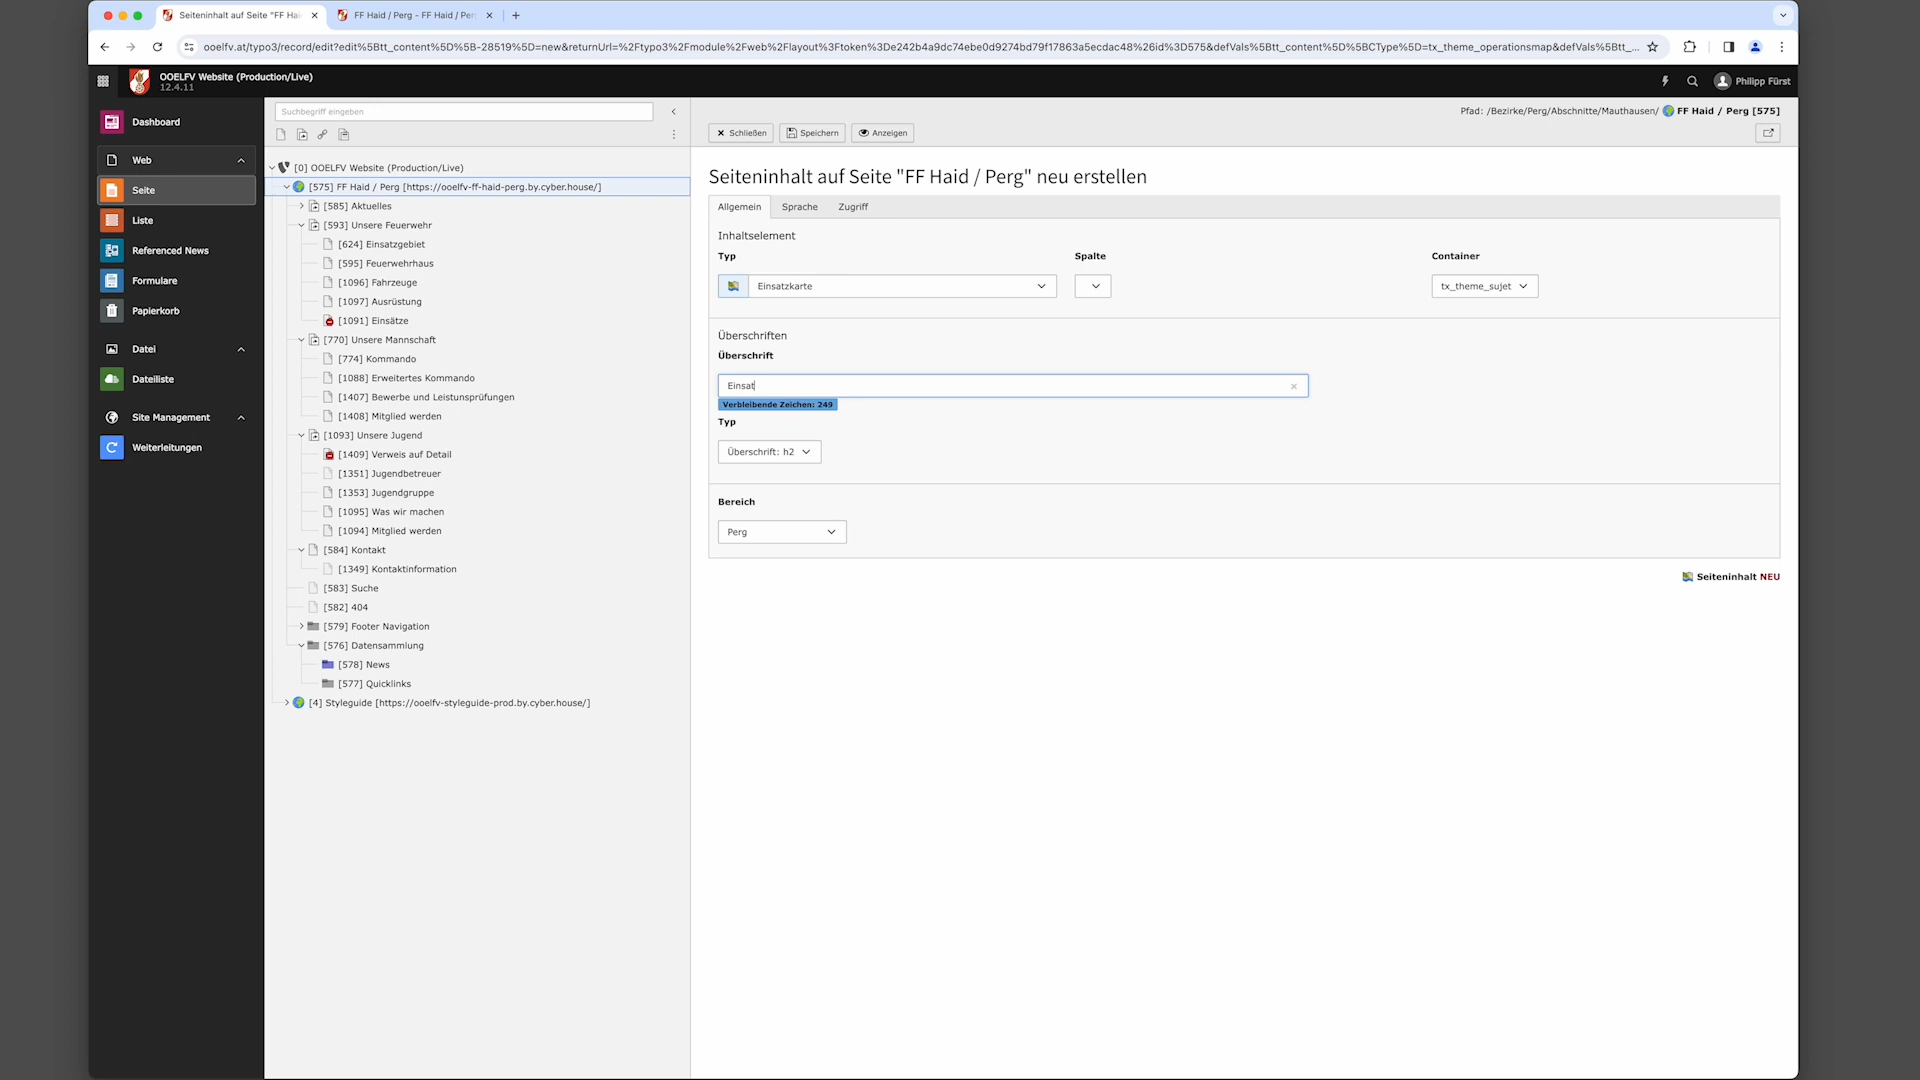 Seiteninhalt auf Seite "FF Hai
FF Haid / Perg - FF Haid / Per
ooelfv.at/typo3/record/edit?edit%5Btt_content%5D%5B-28519%5D=new&returnUrl=%2Ftypo3%2Fmodule%2Fweb%2Flayout%3Ftoken%3De242b4a9dc74ebe0d9274bd79f17863a5ecdac48%26id%3D575&defVals%5Btt_content%5D%5BCType%5D=tx_theme_operationsmap&defVals%5Btt_...
OOELFV Website (Production/Live)
12.4.11
Philipp Fürst
Dashboard
Web
Seite
Liste
Referenced News
Formulare
Papierkorb
Datei
Dateiliste
Site Management
Weiterleitungen
Suchbegriff eingeben
[0] OOELFV Website (Production/Live)
[575] FF Haid / Perg [https://ooelfv-ff-haid-perg.by.cyber.house/]
[585] Aktuelles
[593] Unsere Feuerwehr
[624] Einsatzgebiet
[595] Feuerwehrhaus
[1096] Fahrzeuge
[1097] Ausrüstung
[1091] Einsätze
[770] Unsere Mannschaft
[774] Kommando
[1088] Erweitertes Kommando
[1407] Bewerbe und Leistunsprüfungen
[1408] Mitglied werden
[1093] Unsere Jugend
[1409] Verweis auf Detail
[1351] Jugendbetreuer
[1353] Jugendgruppe
[1095] Was wir machen
[1094] Mitglied werden
[584] Kontakt
[1349] Kontaktinformation
[583] Suche
[582] 404
[579] Footer Navigation
[576] Datensammlung
[578] News
[577] Quicklinks
[4] Styleguide [https://ooelfv-styleguide-prod.by.cyber.house/]
Pfad: /Bezirke/Perg/Abschnitte/Mauthausen/ FF Haid / Perg [575]
Schließen Speichern Anzeigen
Seiteninhalt auf Seite "FF Haid / Perg" neu erstellen
Allgemein Sprache Zugriff
Inhaltselement
Typ Spalte Container
Einsatzkarte tx_theme_sujet
Überschriften
Überschrift
Einsat
Verbleibende Zeichen: 249
Typ
Überschrift: h2
Bereich
Perg
Seiteninhalt NEU